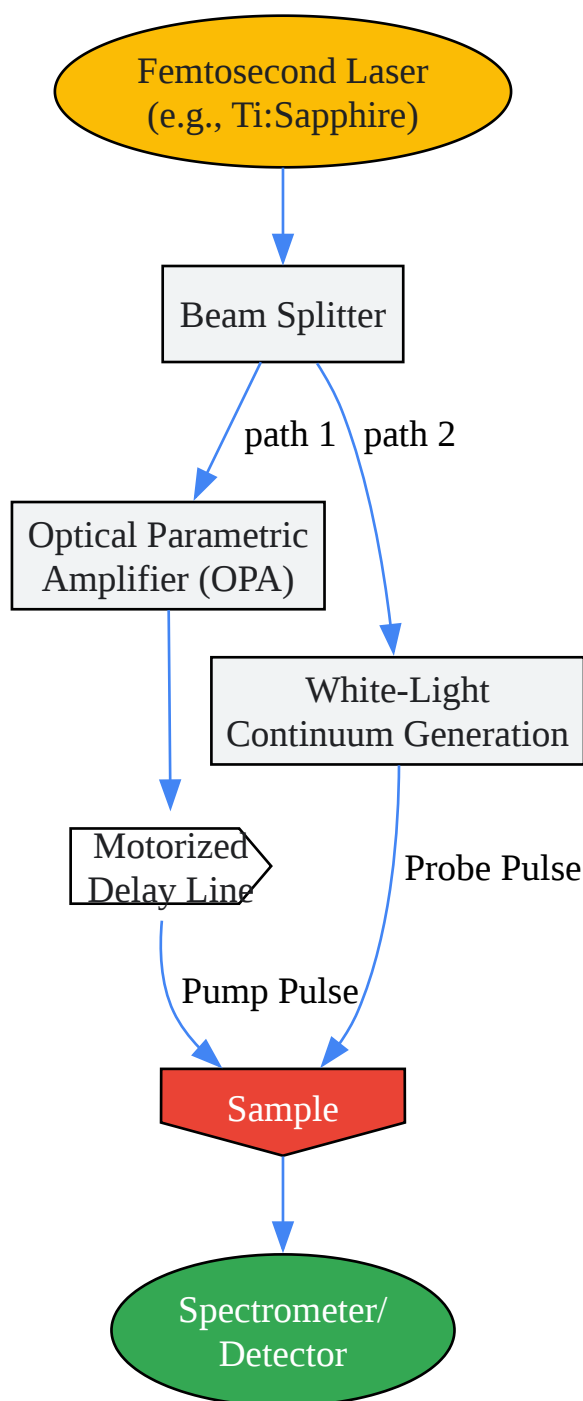 Femtosecond Laser
(e.g., Ti:Sapphire)
Beam Splitter
path 1
path 2
Optical Parametric
Amplifier (OPA)
White-Light
Continuum Generation
Motorized
Delay Line
Probe Pulse
Pump Pulse
Sample
Spectrometer/
Detector